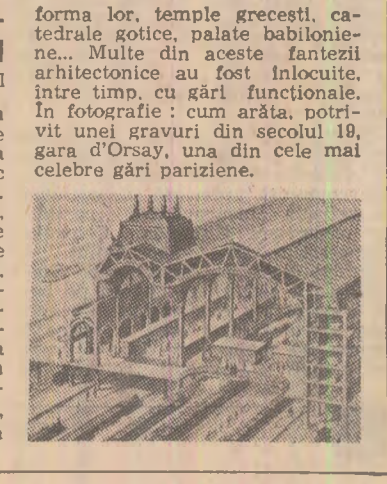 forma lor, temple grecești, ca-
tedrale gotice, palate babilonie-
ne... Multe din aceste fantezii
arhitectonice au fost înlocuite,
între timp, cu gări funcționale.
În fotografie : cum arăta, potri-
vit unei gravuri din secolul 19,
gara d'Orsay, una din cele mai
celebre gări pariziene.